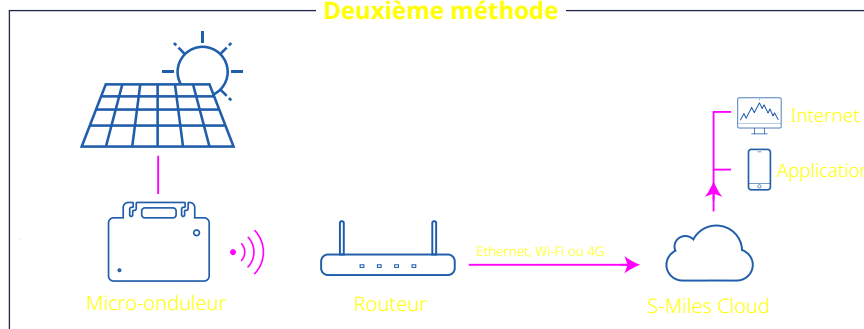 Deuxième méthode
Internet
Application
Ethernet, Wi-Fi ou 4G
Micro-onduleur
Routeur
S-Miles Cloud